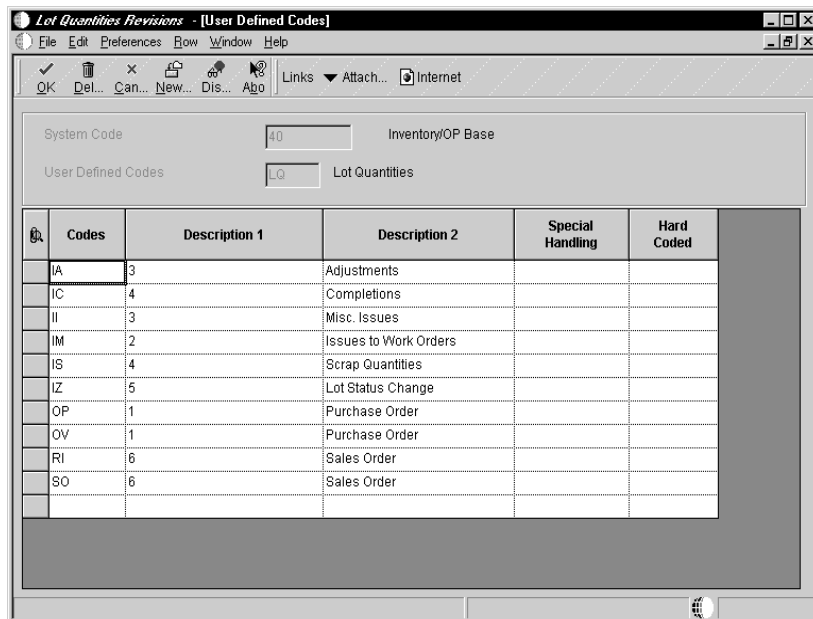 Lot Quantities Revisions - [User Defined Codes]
File Edit Preferences Row Window Help
OK Del... Can... New... Dis... Abo Links Attach... Internet
System Code 40 Inventory/OP Base
User Defined Codes LQ Lot Quantities
Codes Description 1 Description 2 Special Handling Hard Coded
IA 3 Adjustments
IC 4 Completions
II 3 Misc. Issues
IM 2 Issues to Work Orders
IS 4 Scrap Quantities
IZ 5 Lot Status Change
OP 1 Purchase Order
OV 1 Purchase Order
RI 6 Sales Order
SO 6 Sales Order